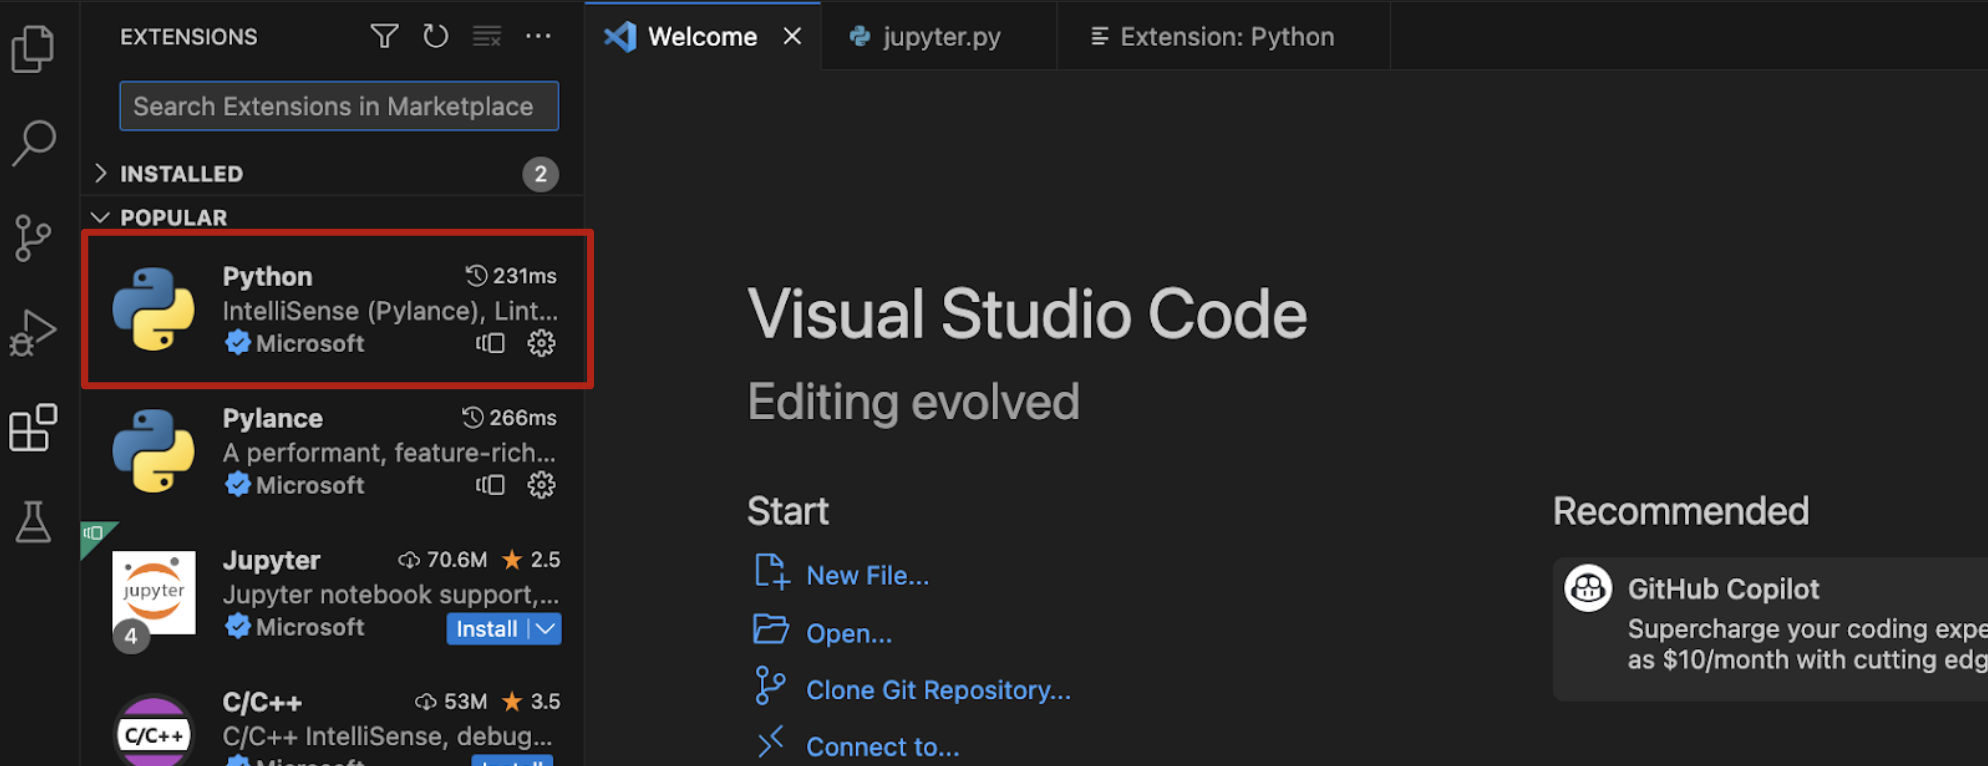 EXTENSIONS
Search Extensions in Marketplace
INSTALLED 2
POPULAR
Python 231ms
IntelliSense (Pylance), Lint...
Microsoft
Pylance 266ms
A performant, feature-rich...
Microsoft
Jupyter 70.6M 2.5
Jupyter notebook support,...
Microsoft Install
jupyter
4
C/C++ 53M 3.5
C/C++ IntelliSense, debug...
C/C++
Microsoft Install
Welcome
jupyter.py
Extension: Python
Visual Studio Code
Editing evolved
Start
New File...
Open...
Clone Git Repository...
Connect to...
Recommended
GitHub Copilot
Supercharge your coding expe
as $10/month with cutting edg